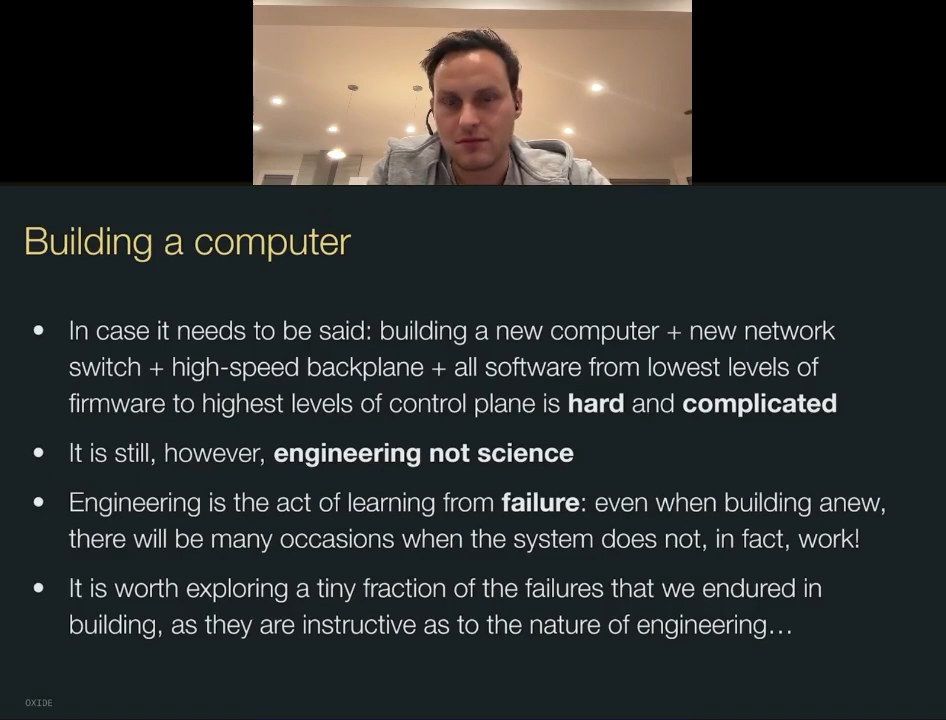 Building a computer
• In case it needs to be said: building a new computer + new network
switch + high-speed backplane + all software from lowest levels of
firmware to highest levels of control plane is hard and complicated
• It is still, however, engineering not science
• Engineering is the act of learning from failure: even when building anew,
there will be many occasions when the system does not, in fact, work!
• It is worth exploring a tiny fraction of the failures that we endured in
building, as they are instructive as to the nature of engineering…
OXIDE